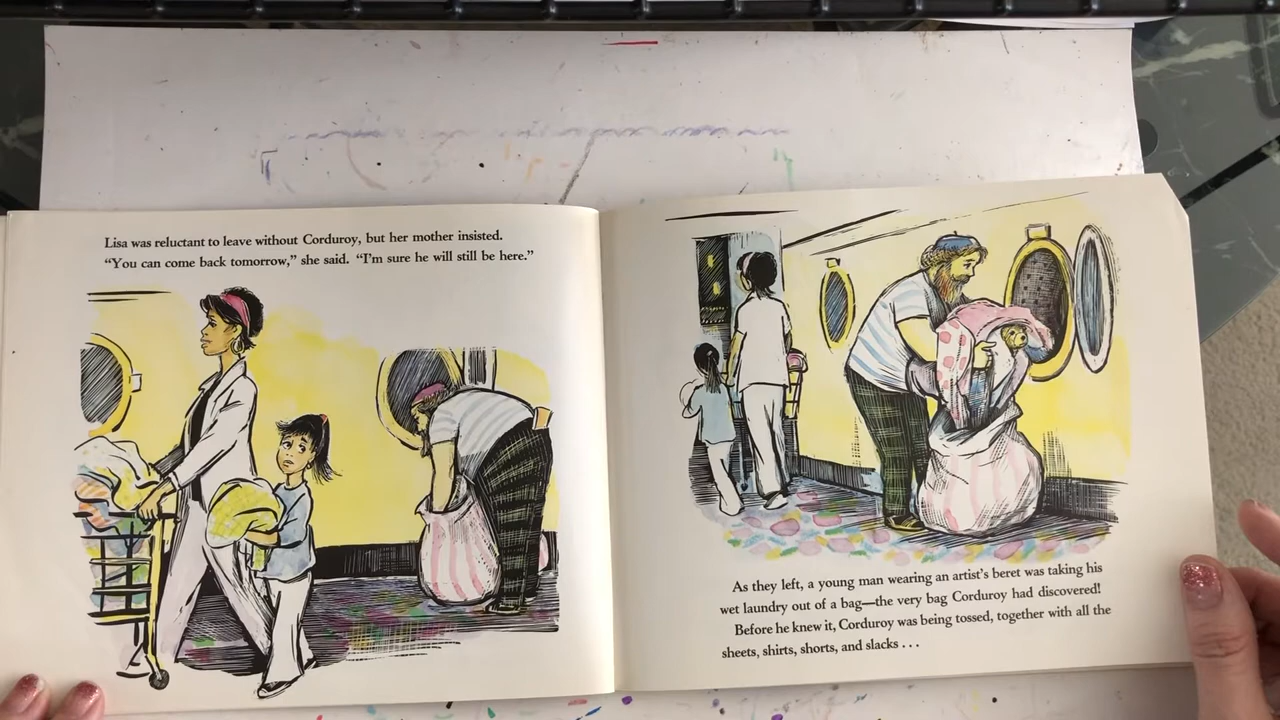 Lisa was reluctant to leave without Corduroy, but her mother insisted.
“You can come back tomorrow,” she said. “I’m sure he will still be here.”
As they left, a young man wearing an artist’s beret was taking his
wet laundry out of a bag—the very bag Corduroy had discovered!
Before he knew it, Corduroy was being tossed, together with all the
sheets, shirts, shorts, and slacks . . .